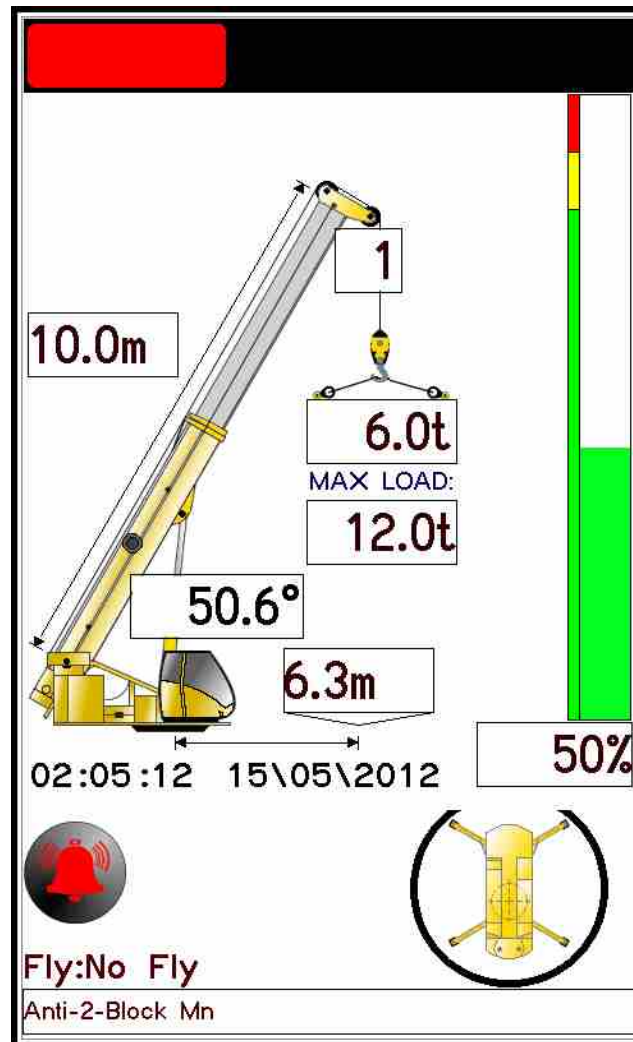 1
10.0m
6.0t
MAX LOAD:
12.0t
50.6°
6.3m
50%
02:05:12 15\05\2012
Fly:No Fly
Anti-2-Block Mn